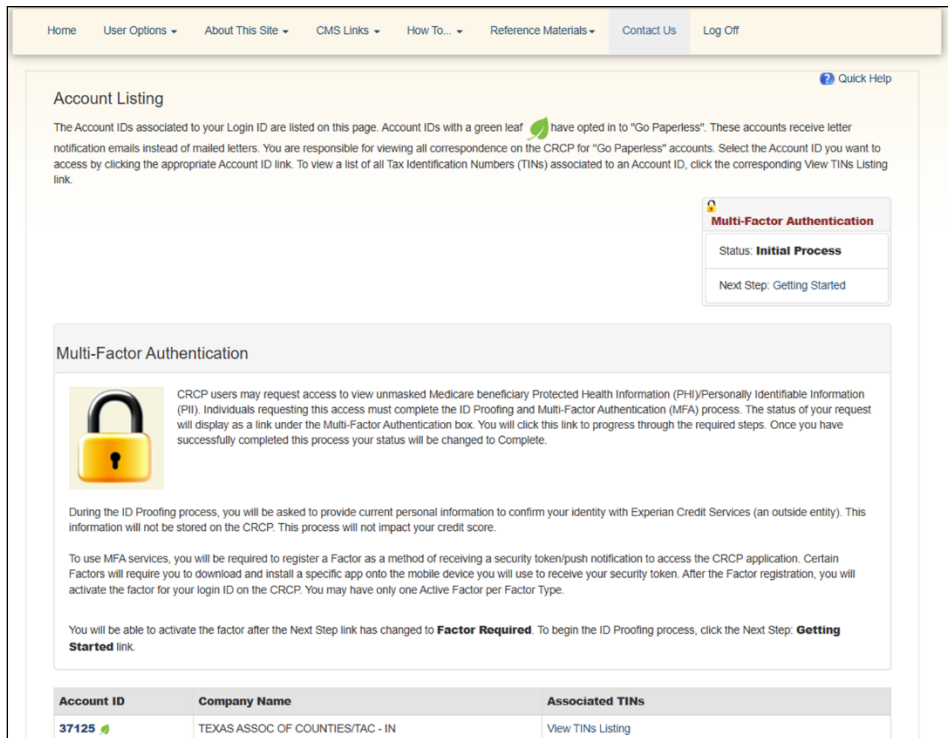 Home User Options About This Site CMS Links How To... Reference Materials Contact Us Log Off
Quick Help
Account Listing
The Account IDs associated to your Login ID are listed on this page. Account IDs with a green leaf have opted in to "Go Paperless". These accounts receive letter
notification emails instead of mailed letters. You are responsible for viewing all correspondence on the CRCP for "Go Paperless" accounts. Select the Account ID you want to
access by clicking the appropriate Account ID link. To view a list of all Tax Identification Numbers (TINs) associated to an Account ID, click the corresponding View TINs Listing
link.
Multi-Factor Authentication
Status: Initial Process
Next Step: Getting Started
Multi-Factor Authentication
CRCP users may request access to view unmasked Medicare beneficiary Protected Health Information (PHI)/Personally Identifiable Information
(PII). Individuals requesting this access must complete the ID Proofing and Multi-Factor Authentication (MFA) process. The status of your request
will display as a link under the Multi-Factor Authentication box. You will click this link to progress through the required steps. Once you have
successfully completed this process your status will be changed to Complete.
During the ID Proofing process, you will be asked to provide current personal information to confirm your identity with Experian Credit Services (an outside entity). This
information will not be stored on the CRCP. This process will not impact your credit score.
To use MFA services, you will be required to register a Factor as a method of receiving a security token/push notification to access the CRCP application. Certain
Factors will require you to download and install a specific app onto the mobile device you will use to receive your security token. After the Factor registration, you will
activate the factor for your login ID on the CRCP. You may have only one Active Factor per Factor Type.
You will be able to activate the factor after the Next Step link has changed to Factor Required. To begin the ID Proofing process, click the Next Step: Getting
Started link.
Account ID Company Name Associated TINs
37125 TEXAS ASSOC OF COUNTIES/TAC - IN View TINs Listing